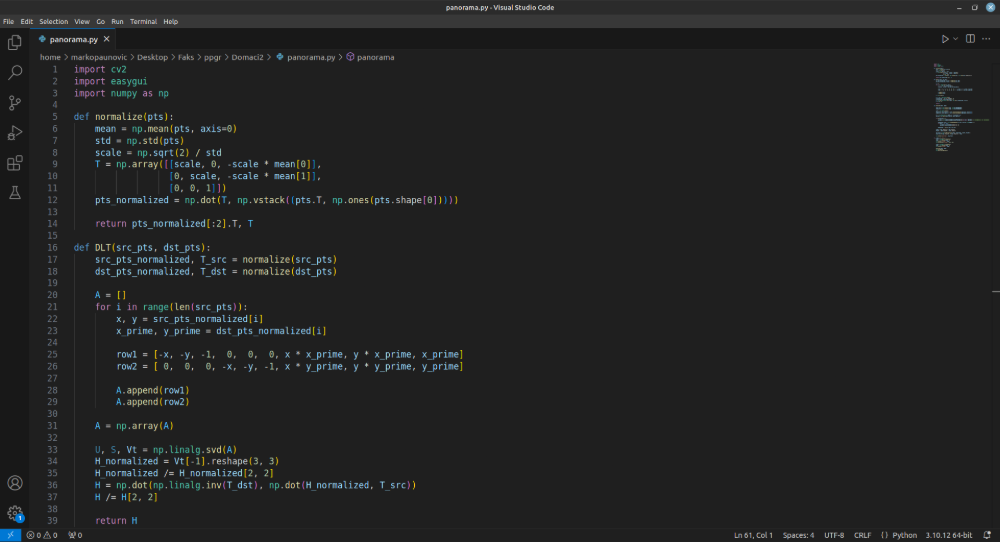 panorama.py - Visual Studio Code
File Edit Selection View Go Run Terminal Help
panorama.py
home > markopaunovic > Desktop > Faks > ppgr > Domaci2 > panorama.py > panorama
1 import cv2
2 import easygui
3 import numpy as np
4
5 def normalize(pts):
6     mean = np.mean(pts, axis=0)
7     std = np.std(pts)
8     scale = np.sqrt(2) / std
9     T = np.array([[scale, 0, -scale * mean[0]],
10                   [0, scale, -scale * mean[1]],
11                   [0, 0, 1]])
12     pts_normalized = np.dot(T, np.vstack((pts.T, np.ones(pts.shape[0]))))
13
14     return pts_normalized[:2].T, T
15
16 def DLT(src_pts, dst_pts):
17     src_pts_normalized, T_src = normalize(src_pts)
18     dst_pts_normalized, T_dst = normalize(dst_pts)
19
20     A = []
21     for i in range(len(src_pts)):
22         x, y = src_pts_normalized[i]
23         x_prime, y_prime = dst_pts_normalized[i]
24
25         row1 = [-x, -y, -1,  0,  0,  0, x * x_prime, y * x_prime, x_prime]
26         row2 = [ 0,  0,  0, -x, -y, -1, x * y_prime, y * y_prime, y_prime]
27
28         A.append(row1)
29         A.append(row2)
30
31     A = np.array(A)
32
33     U, S, Vt = np.linalg.svd(A)
34     H_normalized = Vt[-1].reshape(3, 3)
35     H_normalized /= H_normalized[2, 2]
36     H = np.dot(np.linalg.inv(T_dst), np.dot(H_normalized, T_src))
37     H /= H[2, 2]
38
39     return H
1
0 0 0 Ln 61, Col 1 Spaces: 4 UTF-8 CRLF Python 3.10.12 64-bit